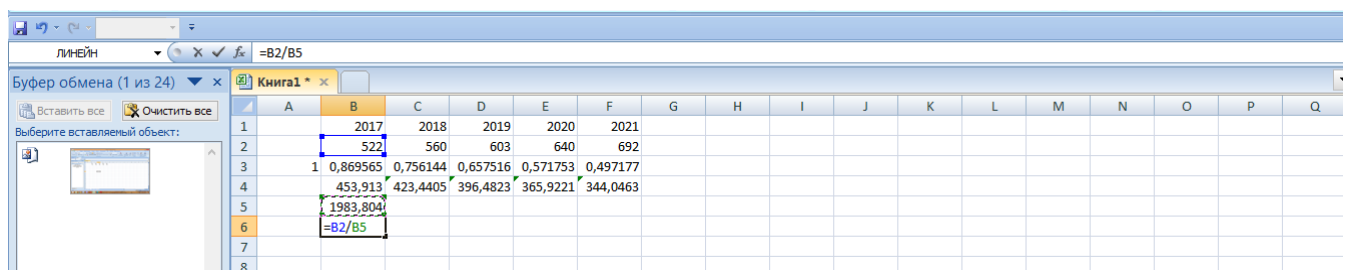 ЛИНЕЙН =B2/B5
Буфер обмена (1 из 24) Книга1 *
Вставить все Очистить все
Выберите вставляемый объект:
A B C D E F G H I J K L M N O P Q
1 2017 2018 2019 2020 2021
2 522 560 603 640 692
3 1 0,869565 0,756144 0,657516 0,571753 0,497177
4 453,913 423,4405 396,4823 365,9221 344,0463
5 1983,804
6 =B2/B5
7
8